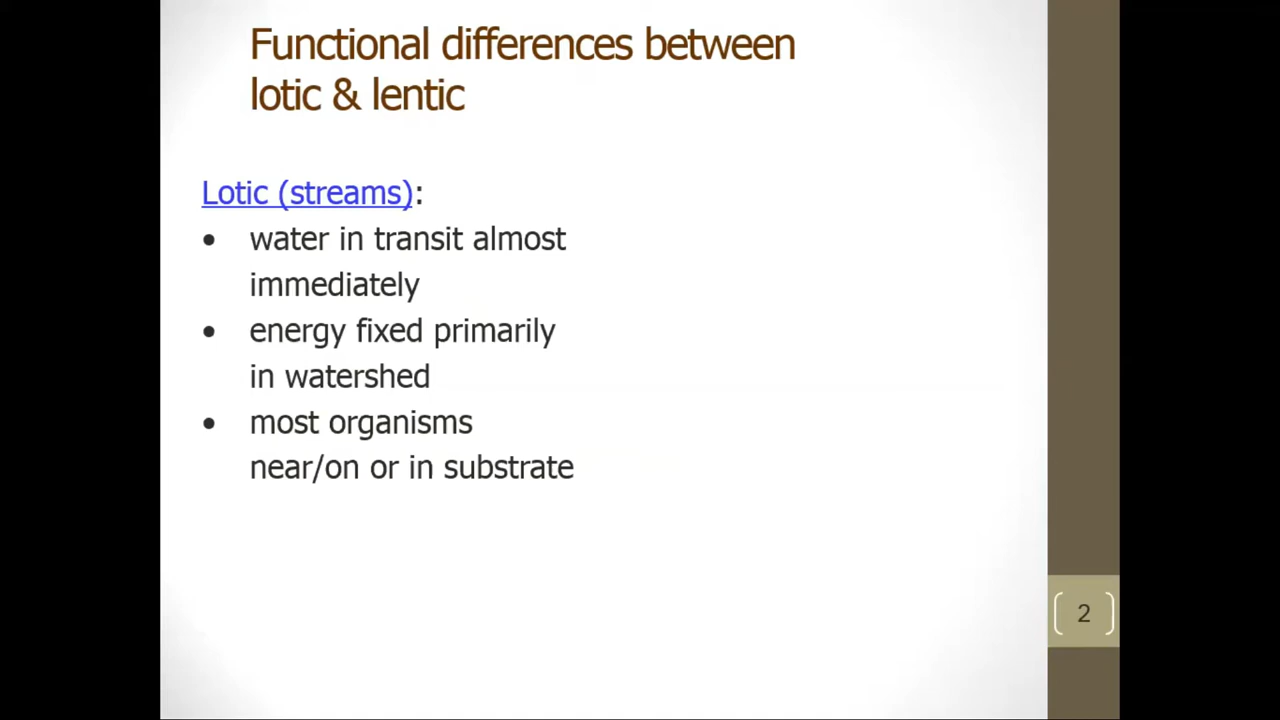 Functional differences between
lotic & lentic
Lotic (streams):
• water in transit almost
immediately
• energy fixed primarily
in watershed
• most organisms
near/on or in substrate
2